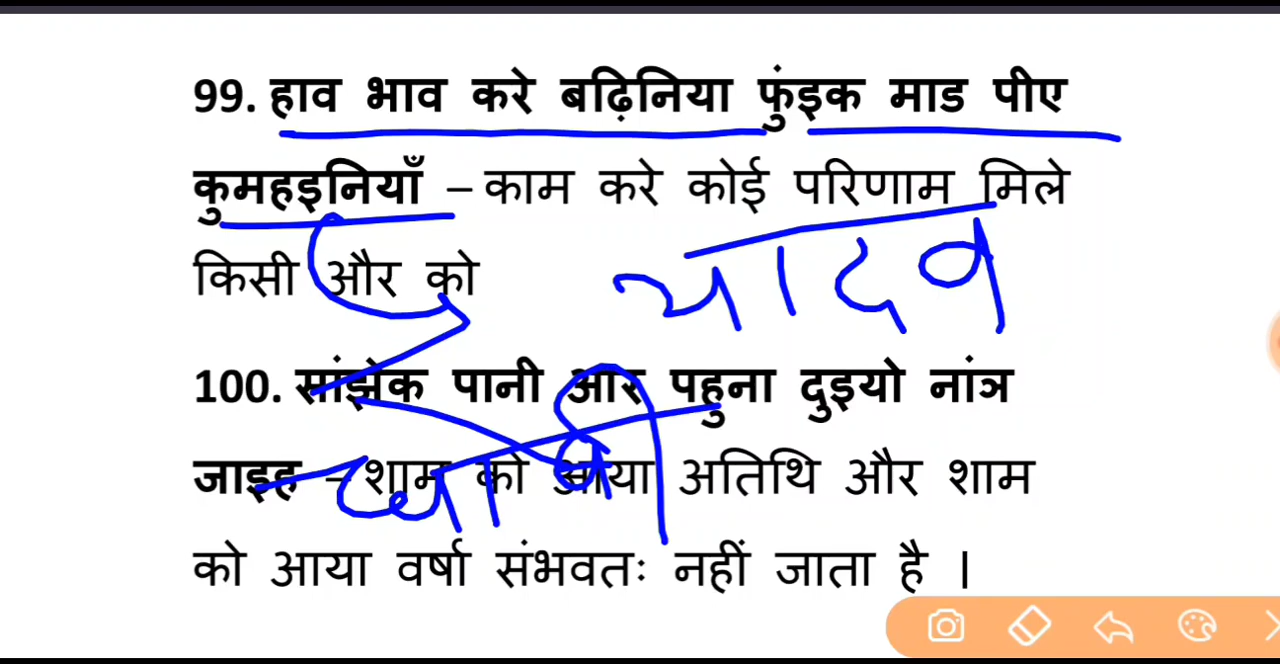 99. हाव भाव करे बढ़िनिया फुंइक माड पीए
कुमहइनियाँ – काम करे कोई परिणाम मिले
किसी और को
यादव
100. सांझेक पानी आर पहुना दुइयो नांञ
जाइह – शाम को आया अतिथि और शाम
को आया वर्षा संभवतः नहीं जाता है ।